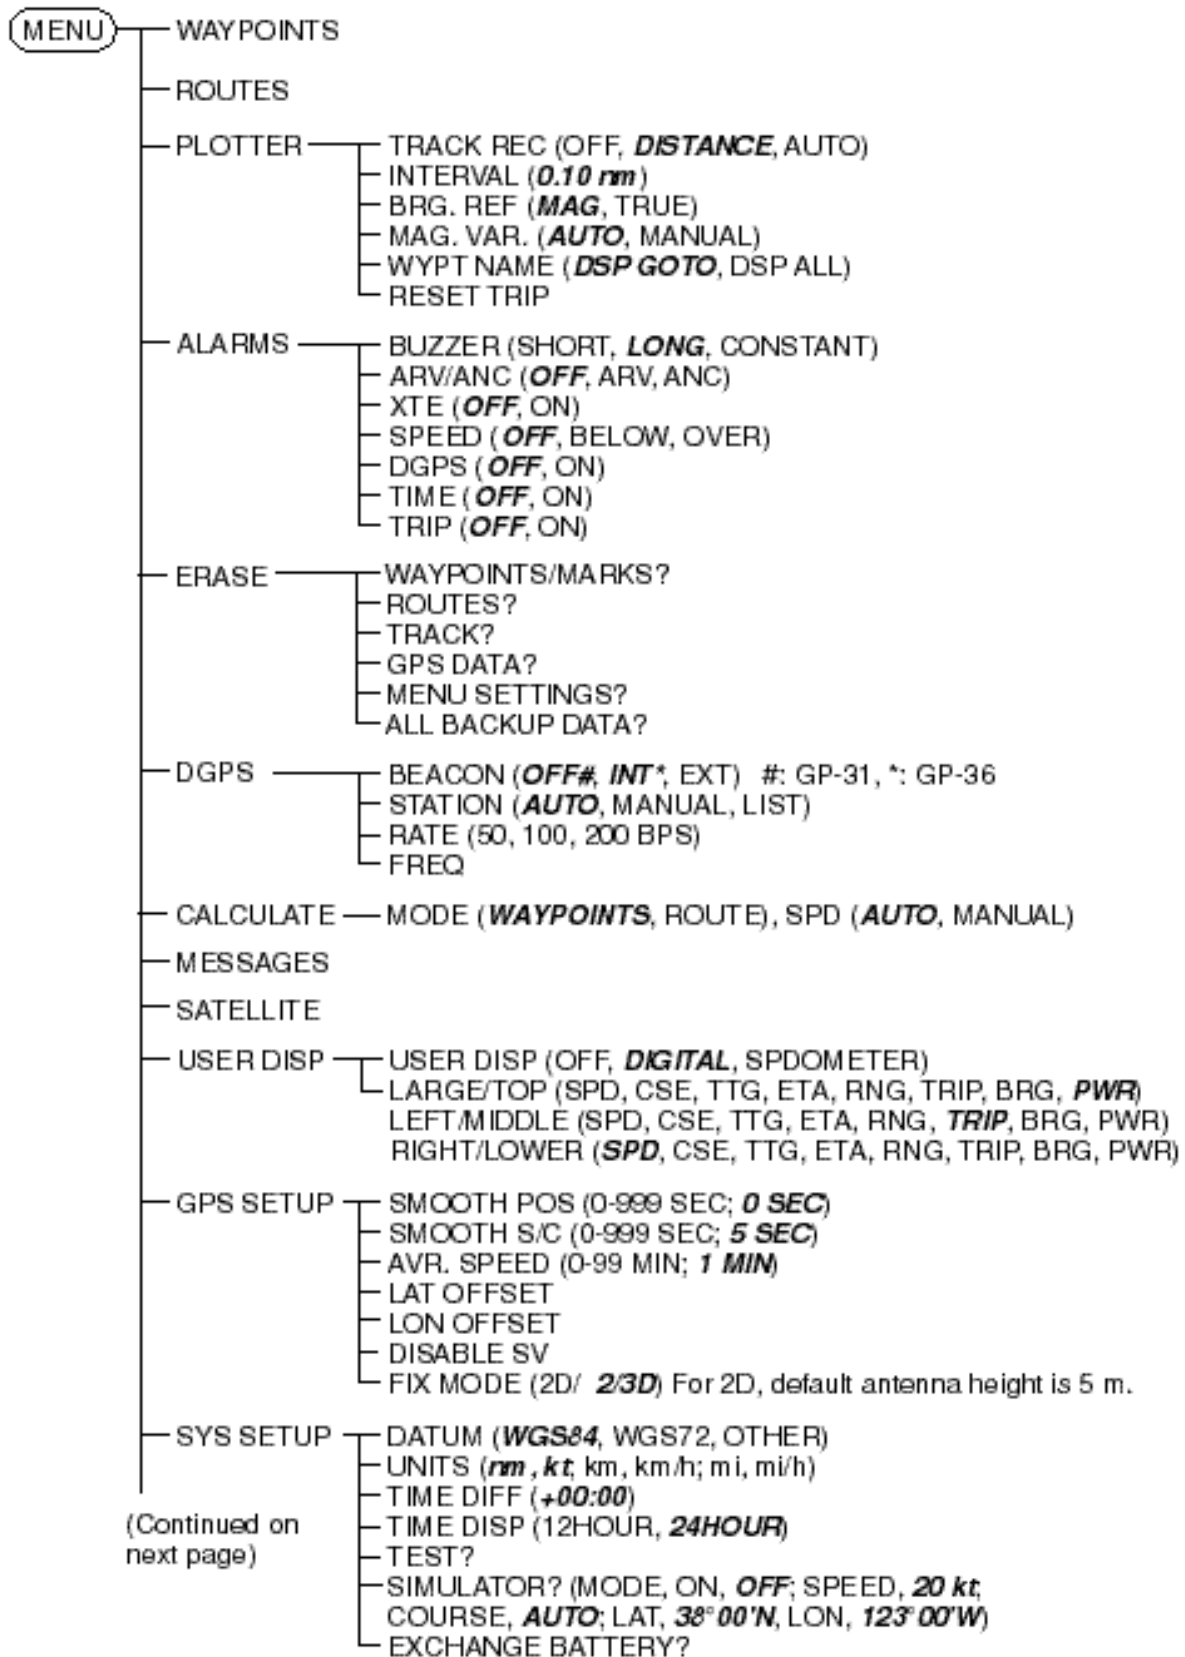 MENU
WAYPOINTS
ROUTES
PLOTTER
TRACK REC (OFF, DISTANCE, AUTO)
INTERVAL (0.10 nm)
BRG. REF (MAG, TRUE)
MAG. VAR. (AUTO, MANUAL)
WYPT NAME (DSP GOTO, DSP ALL)
RESET TRIP
ALARMS
BUZZER (SHORT, LONG, CONSTANT)
ARV/ANC (OFF, ARV, ANC)
XTE (OFF, ON)
SPEED (OFF, BELOW, OVER)
DGPS (OFF, ON)
TIME (OFF, ON)
TRIP (OFF, ON)
ERASE
WAYPOINTS/MARKS?
ROUTES?
TRACK?
GPS DATA?
MENU SETTINGS?
ALL BACKUP DATA?
DGPS
BEACON (OFF#, INT*, EXT) #: GP-31, *: GP-36
STATION (AUTO, MANUAL, LIST)
RATE (50, 100, 200 BPS)
FREQ
CALCULATE
MODE (WAYPOINTS, ROUTE), SPD (AUTO, MANUAL)
MESSAGES
SATELLITE
USER DISP
USER DISP (OFF, DIGITAL, SPDOMETER)
LARGE/TOP (SPD, CSE, TTG, ETA, RNG, TRIP, BRG, PWR)
LEFT/MIDDLE (SPD, CSE, TTG, ETA, RNG, TRIP, BRG, PWR)
RIGHT/LOWER (SPD, CSE, TTG, ETA, RNG, TRIP, BRG, PWR)
GPS SETUP
SMOOTH POS (0-999 SEC; 0 SEC)
SMOOTH S/C (0-999 SEC; 5 SEC)
AVR. SPEED (0-99 MIN; 1 MIN)
LAT OFFSET
LON OFFSET
DISABLE SV
FIX MODE (2D/ 2/3D) For 2D, default antenna height is 5 m.
SYS SETUP
DATUM (WGS84, WGS72, OTHER)
UNITS (nm, kt; km, km/h; mi, mi/h)
TIME DIFF (+00:00)
TIME DISP (12HOUR, 24HOUR)
TEST?
SIMULATOR? (MODE, ON, OFF; SPEED, 20 kt;
COURSE, AUTO; LAT, 38°00'N, LON, 123°00'W)
EXCHANGE BATTERY?
(Continued on
next page)